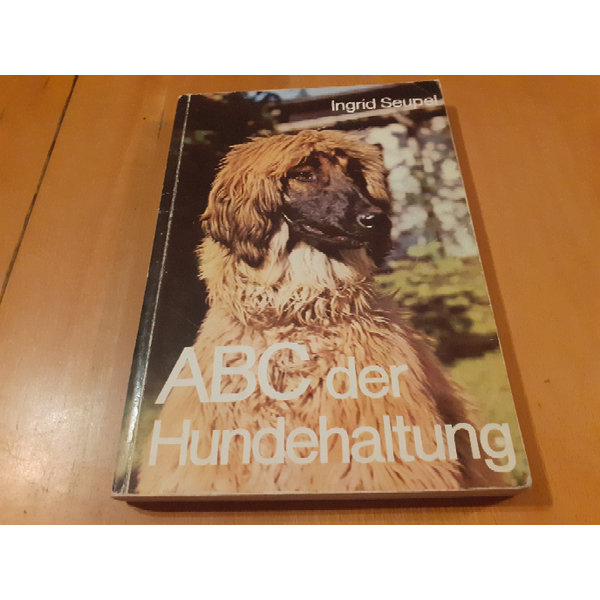 Ingrid Seupel
ABC der
Hundehaltung